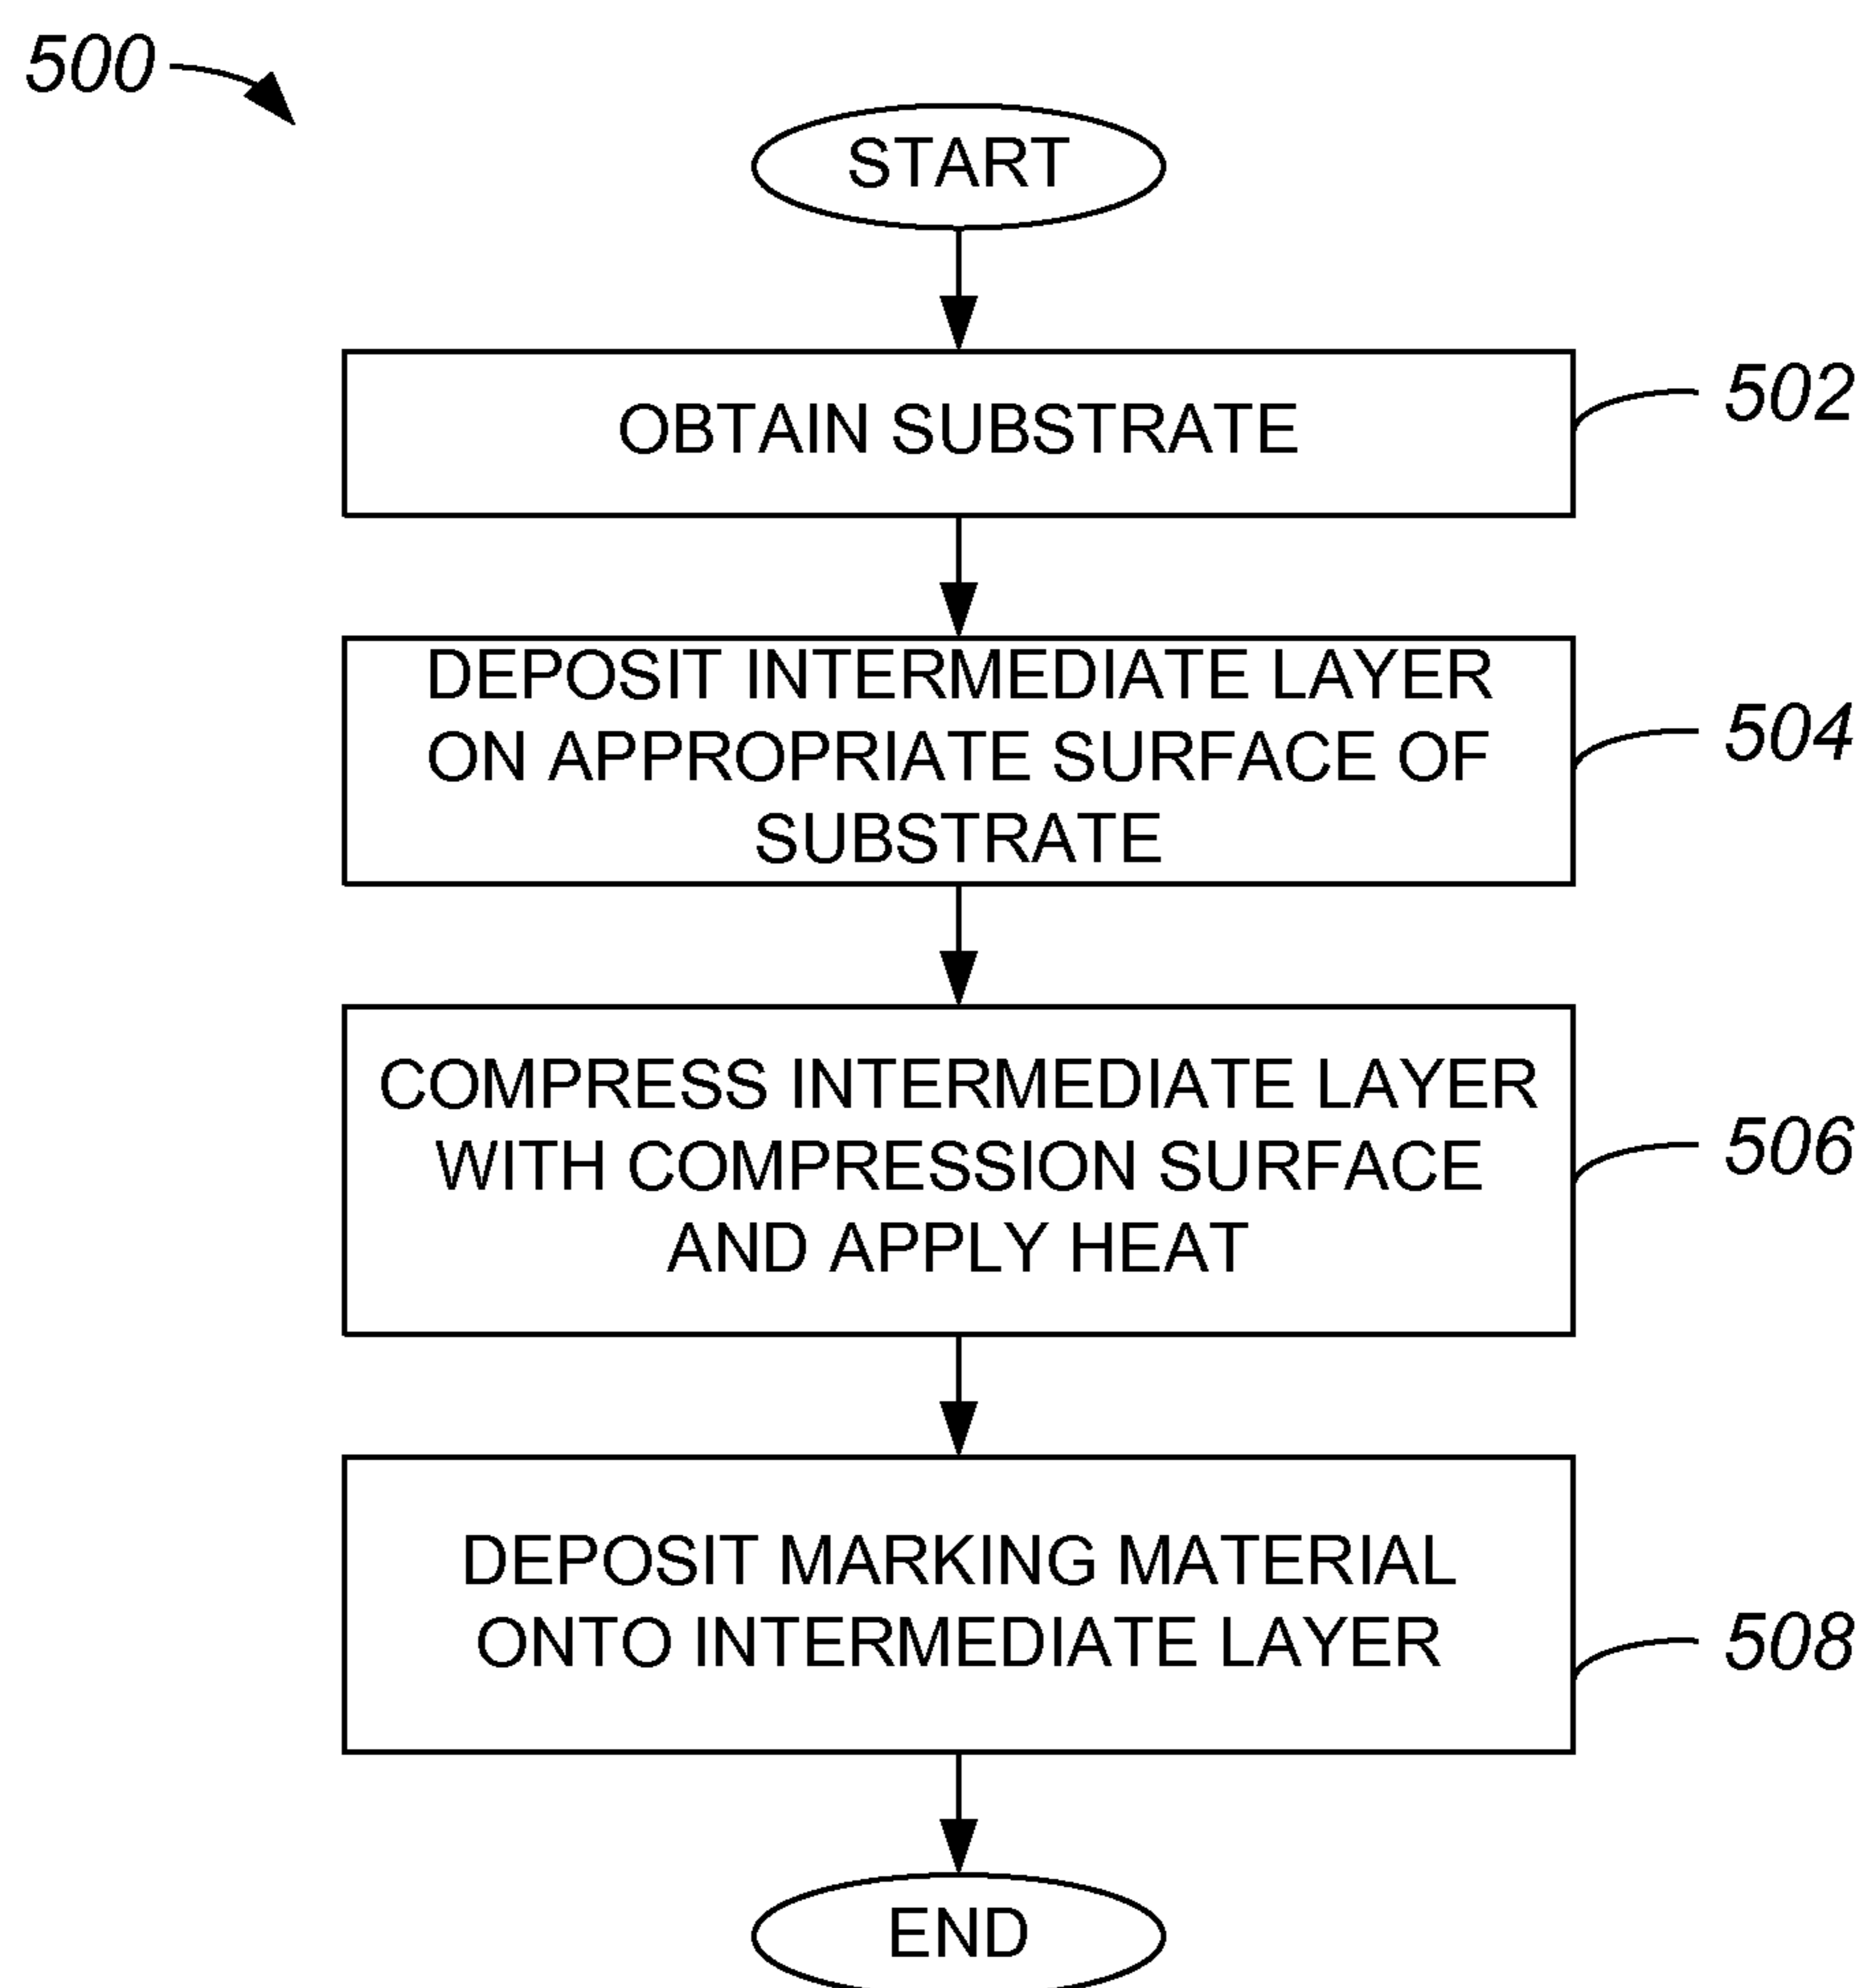 500
START
OBTAIN SUBSTRATE
502
DEPOSIT INTERMEDIATE LAYER
ON APPROPRIATE SURFACE OF
SUBSTRATE
504
COMPRESS INTERMEDIATE LAYER
WITH COMPRESSION SURFACE
AND APPLY HEAT
506
DEPOSIT MARKING MATERIAL
ONTO INTERMEDIATE LAYER
508
END